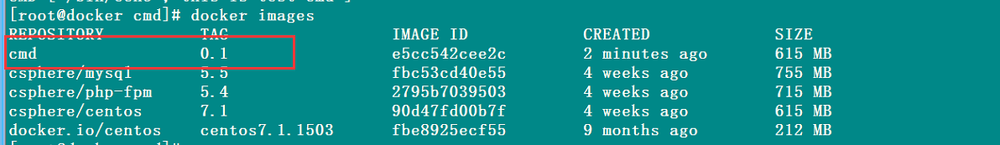 [root@docker cmd]# docker images
REPOSITORY TAG IMAGE ID CREATED SIZE
cmd 0.1 e5cc542cee2c 2 minutes ago 615 MB
csphere/mysql 5.5 fbc53cd40e55 4 weeks ago 755 MB
csphere/php-fpm 5.4 2795b7039503 4 weeks ago 715 MB
csphere/centos 7.1 90d47fd00b7f 4 weeks ago 615 MB
docker.io/centos centos7.1.1503 fbe8925ecf55 9 months ago 212 MB